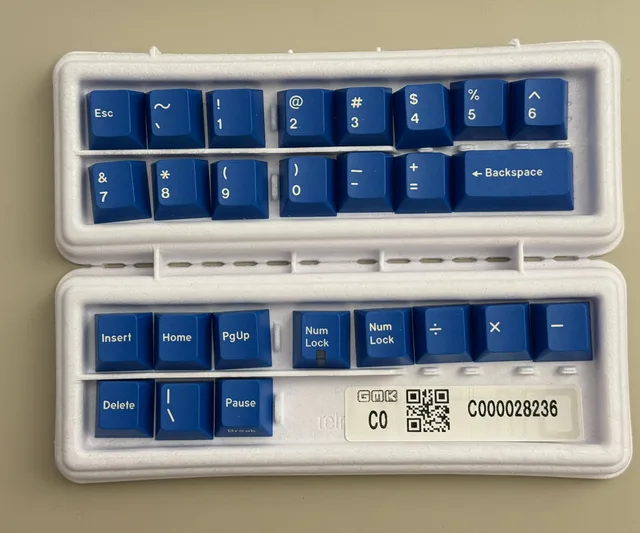 Esc
~
`
!
1
@
2
#
3
$
4
%
5
^
6
&
7
*
8
(
9
)
0
_
-
+
=
← Backspace
Insert
Home
PgUp
Num
Lock
Num
Lock
÷
×
−
Delete
|
\
Pause
Break
GMK
C0
C000028236